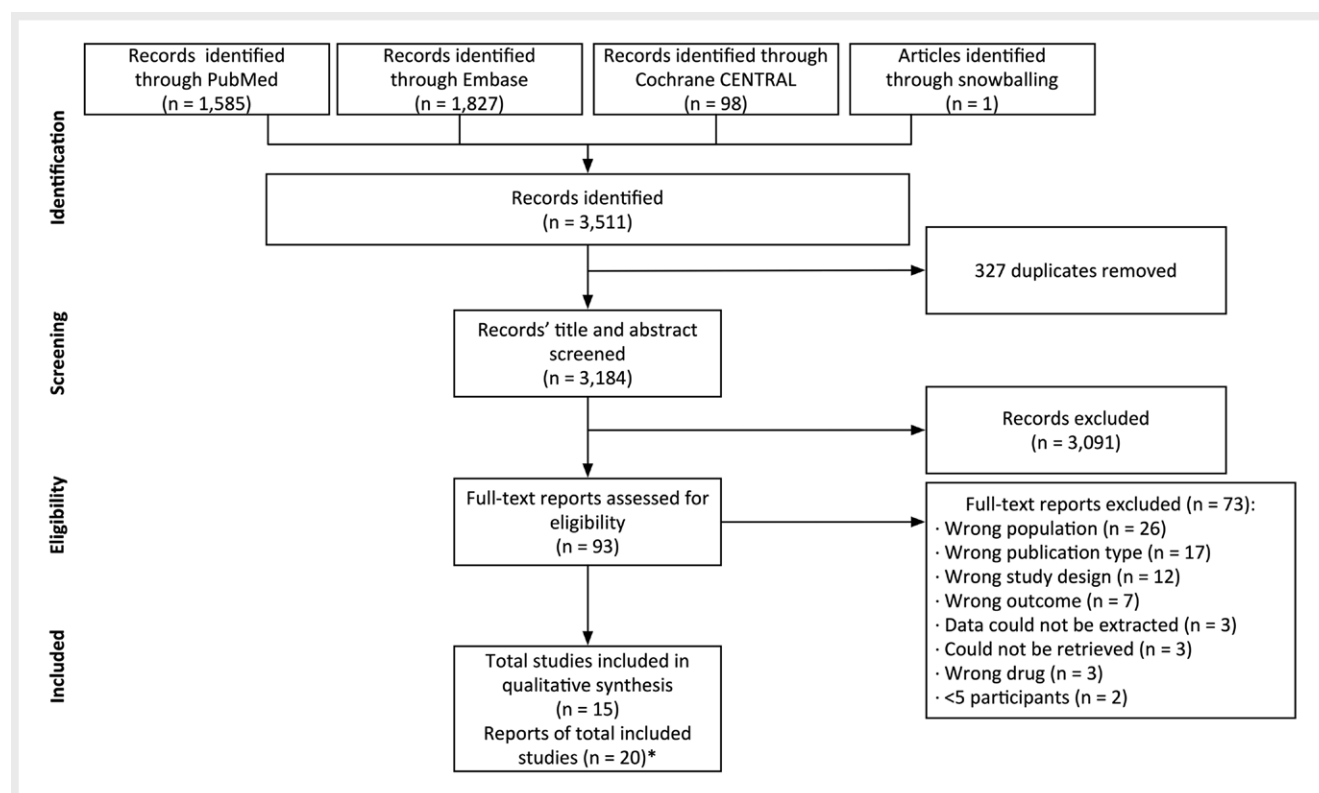 Records identified
through PubMed
(n = 1,585)
Records identified
through Embase
(n = 1,827)
Records identified through
Cochrane CENTRAL
(n = 98)
Articles identified
through snowballing
(n = 1)
Identification
Records identified
(n = 3,511)
327 duplicates removed
Screening
Records’ title and abstract
screened
(n = 3,184)
Records excluded
(n = 3,091)
Eligibility
Full-text reports assessed for
eligibility
(n = 93)
Full-text reports excluded (n = 73):
· Wrong population (n = 26)
· Wrong publication type (n = 17)
· Wrong study design (n = 12)
· Wrong outcome (n = 7)
· Data could not be extracted (n = 3)
· Could not be retrieved (n = 3)
· Wrong drug (n = 3)
· <5 participants (n = 2)
Included
Total studies included in
qualitative synthesis
(n = 15)
Reports of total included
studies (n = 20)*